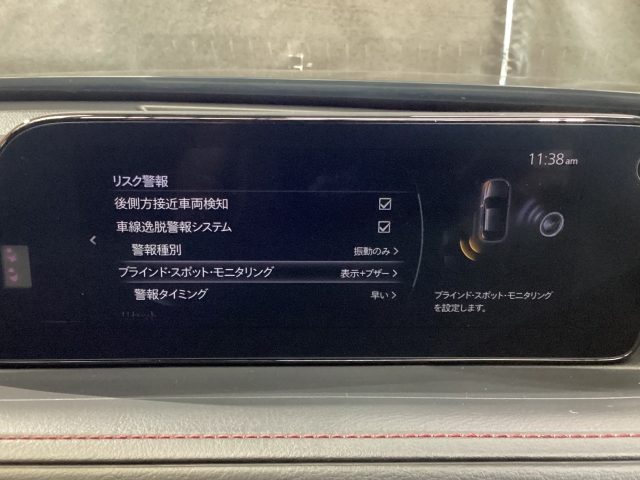 11:38am
リスク警報
後側方接近車両検知
車線逸脱警報システム
警報種別 振動のみ
ブラインド・スポット・モニタリング 表示+ブザー
警報タイミング 早い
ブラインド・スポット・モニタリング
を設定します。